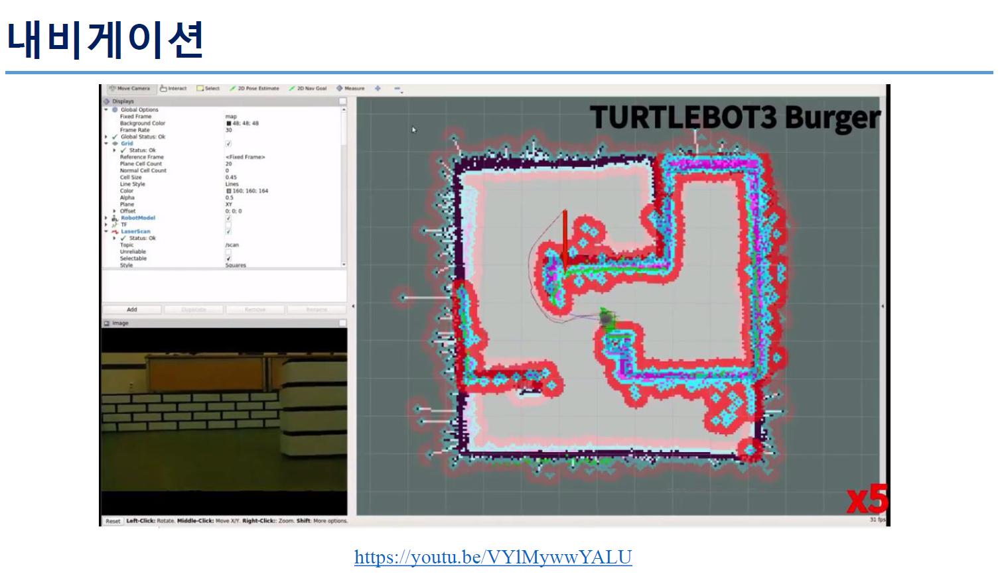 내비게이션
Move Camera Interact Select 2D Pose Estimate 2D Nav Goal Measure
Displays
Global Options
Fixed Frame map
Background Color 48; 48; 48
Frame Rate 30
Global Status: Ok
Grid
Status: Ok
Reference Frame <Fixed Frame>
Plane Cell Count 20
Normal Cell Count 0
Cell Size 0.45
Line Style Lines
Color 160; 160; 164
Alpha 0.5
Plane XY
Offset 0; 0; 0
RobotModel
TF
LaserScan
Status: Ok
Topic /scan
Unreliable
Selectable
Style Squares
Add Duplicate Remove Rename
Image
TURTLEBOT3 Burger
x5
Reset Left-Click: Rotate. Middle-Click: Move X/Y. Right-Click:: Zoom. Shift: More options.
31 fps
https://youtu.be/VYlMywwYALU